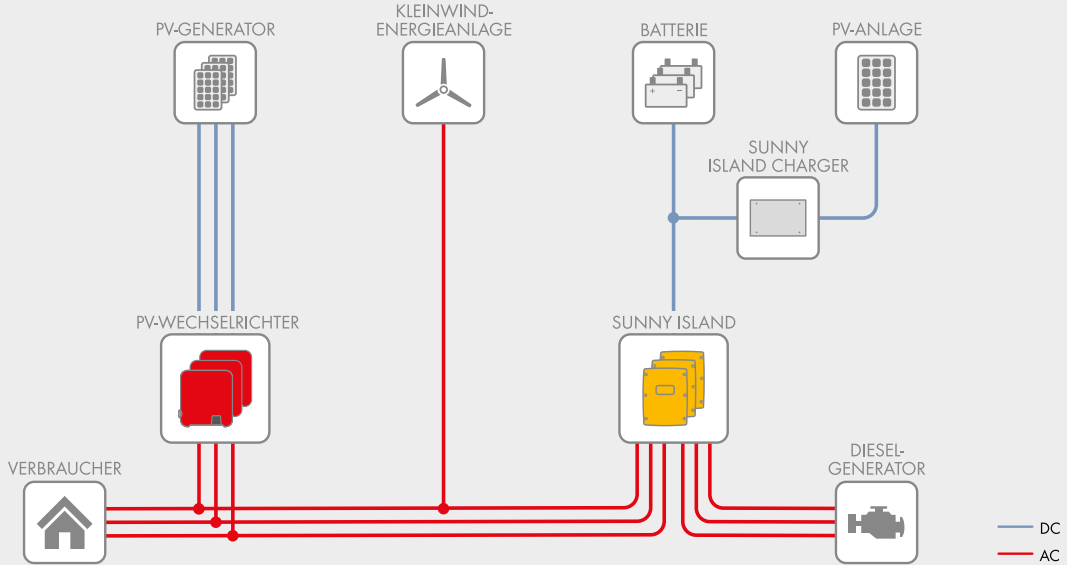 PV-GENERATOR
KLEINWIND-
ENERGIEANLAGE
BATTERIE
PV-ANLAGE
SUNNY
ISLAND CHARGER
PV-WECHSELRICHTER
SUNNY ISLAND
VERBRAUCHER
DIESEL-
GENERATOR
DC
AC